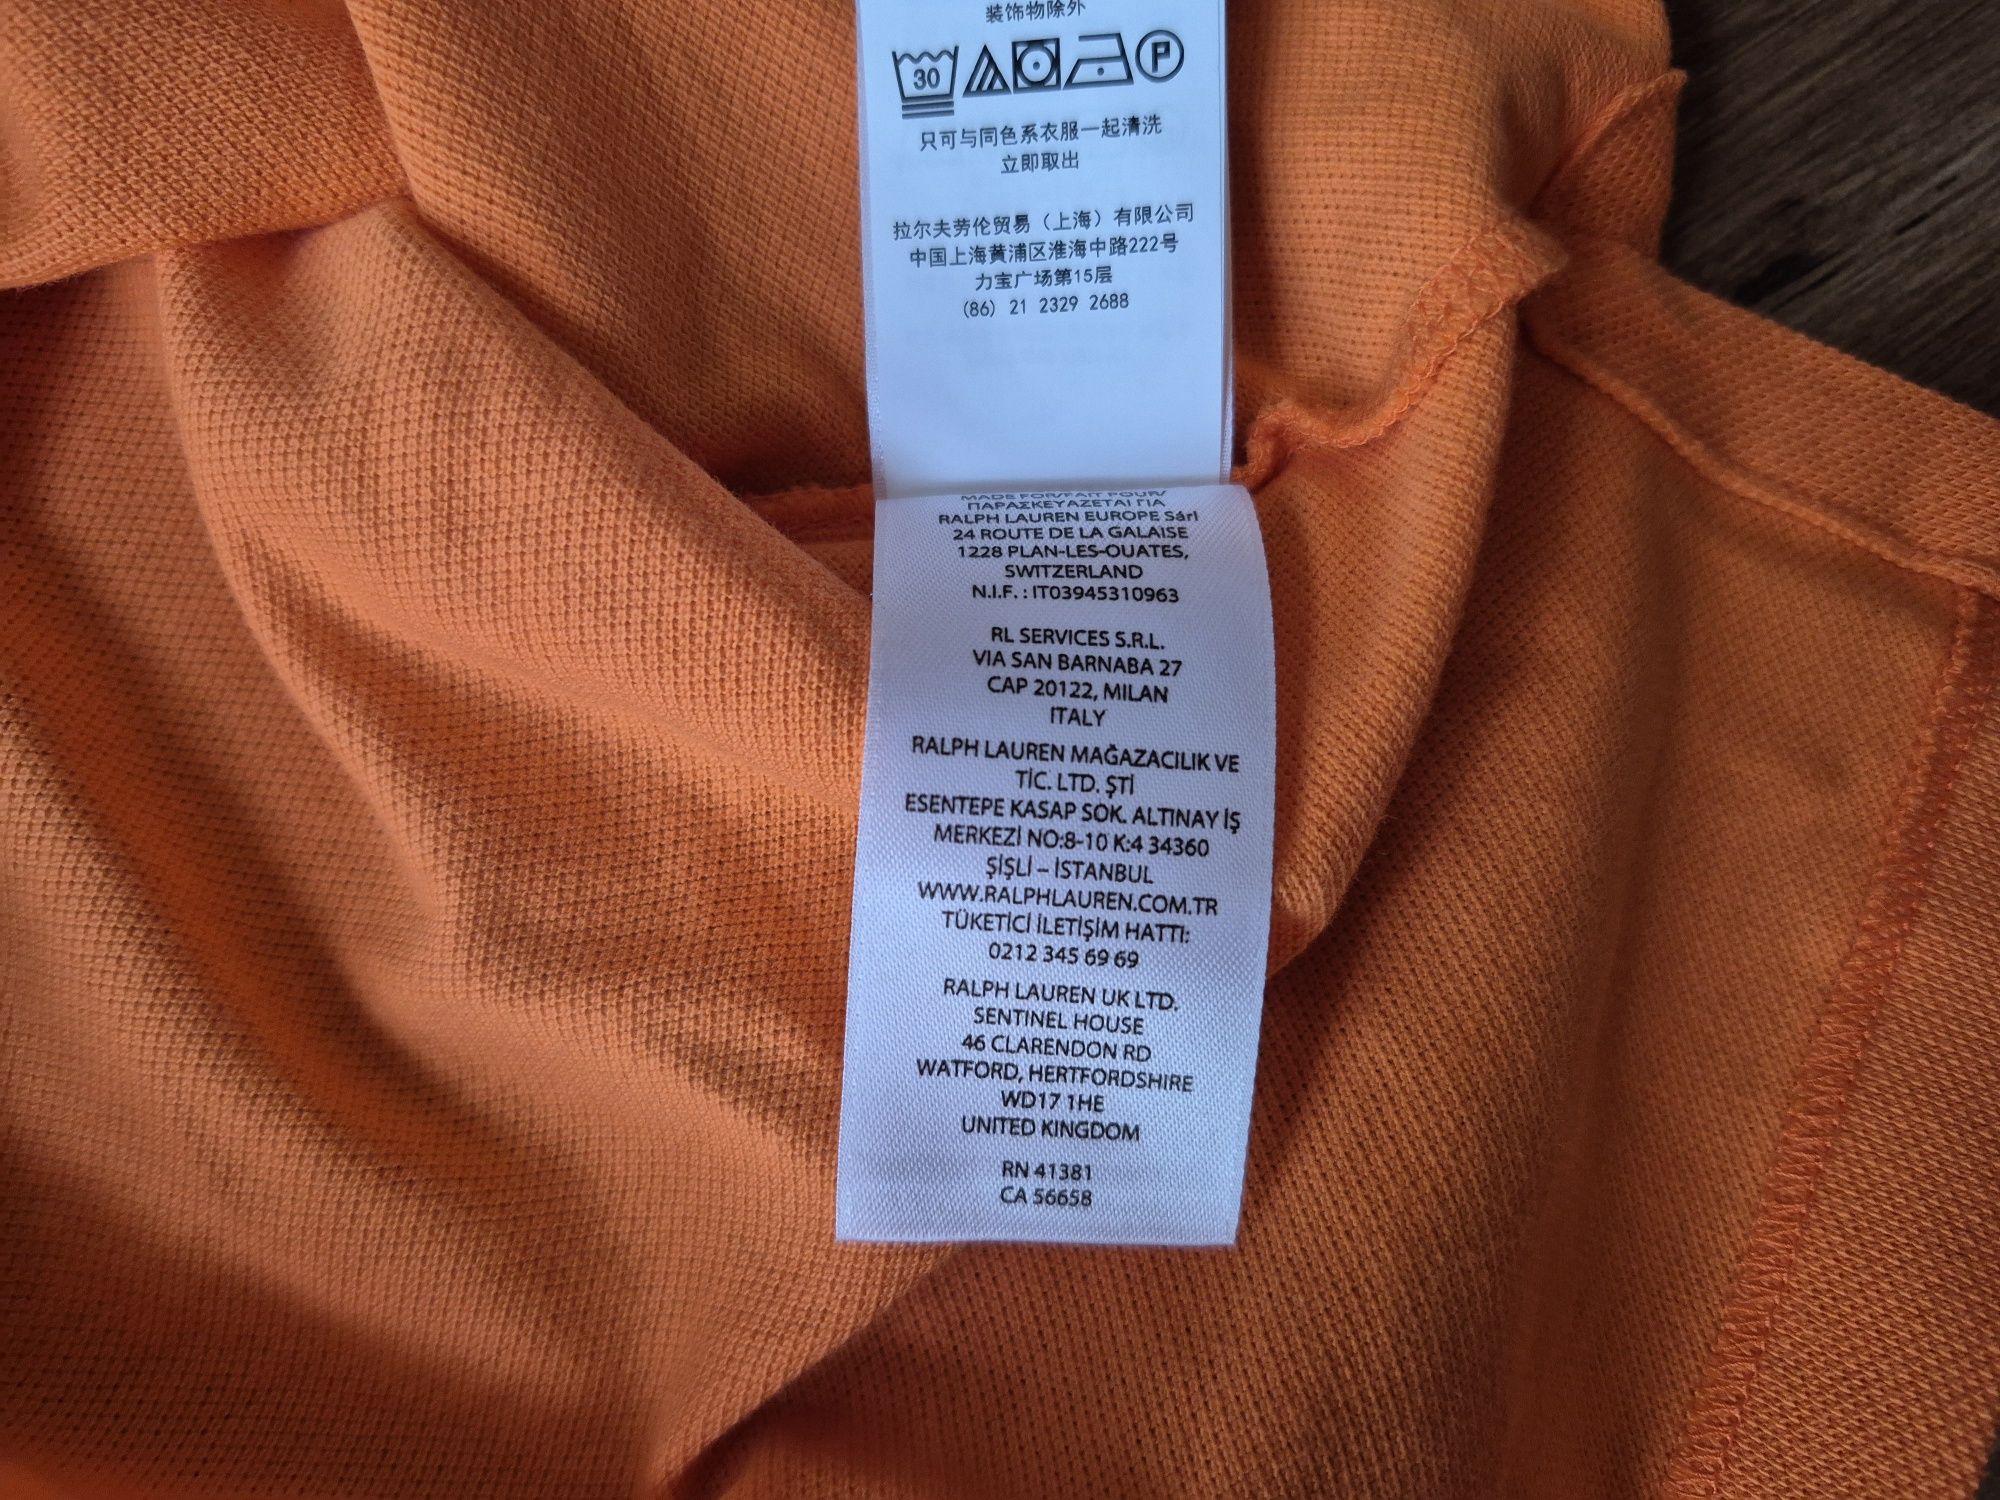 装饰物除外
30
P
只可与同色系衣服一起清洗
立即取出
拉尔夫劳伦贸易（上海）有限公司
中国上海黄浦区淮海中路222号
力宝广场第15层
(86) 21 2329 2688
MADE FOR/FAIT POUR/
ΠΑΡΑΣΚΕΥΑΖΕΤΑΙ ΓΙΑ
RALPH LAUREN EUROPE Sárl
24 ROUTE DE LA GALAISE
1228 PLAN-LES-OUATES,
SWITZERLAND
N.I.F. : IT03945310963
RL SERVICES S.R.L.
VIA SAN BARNABA 27
CAP 20122, MILAN
ITALY
RALPH LAUREN MAĞAZACILIK VE
TİC. LTD. ŞTİ
ESENTEPE KASAP SOK. ALTINAY İŞ
MERKEZİ NO:8-10 K:4 34360
ŞİŞLİ – İSTANBUL
WWW.RALPHLAUREN.COM.TR
TÜKETİCİ İLETİŞİM HATTI:
0212 345 69 69
RALPH LAUREN UK LTD.
SENTINEL HOUSE
46 CLARENDON RD
WATFORD, HERTFORDSHIRE
WD17 1HE
UNITED KINGDOM
RN 41381
CA 56658